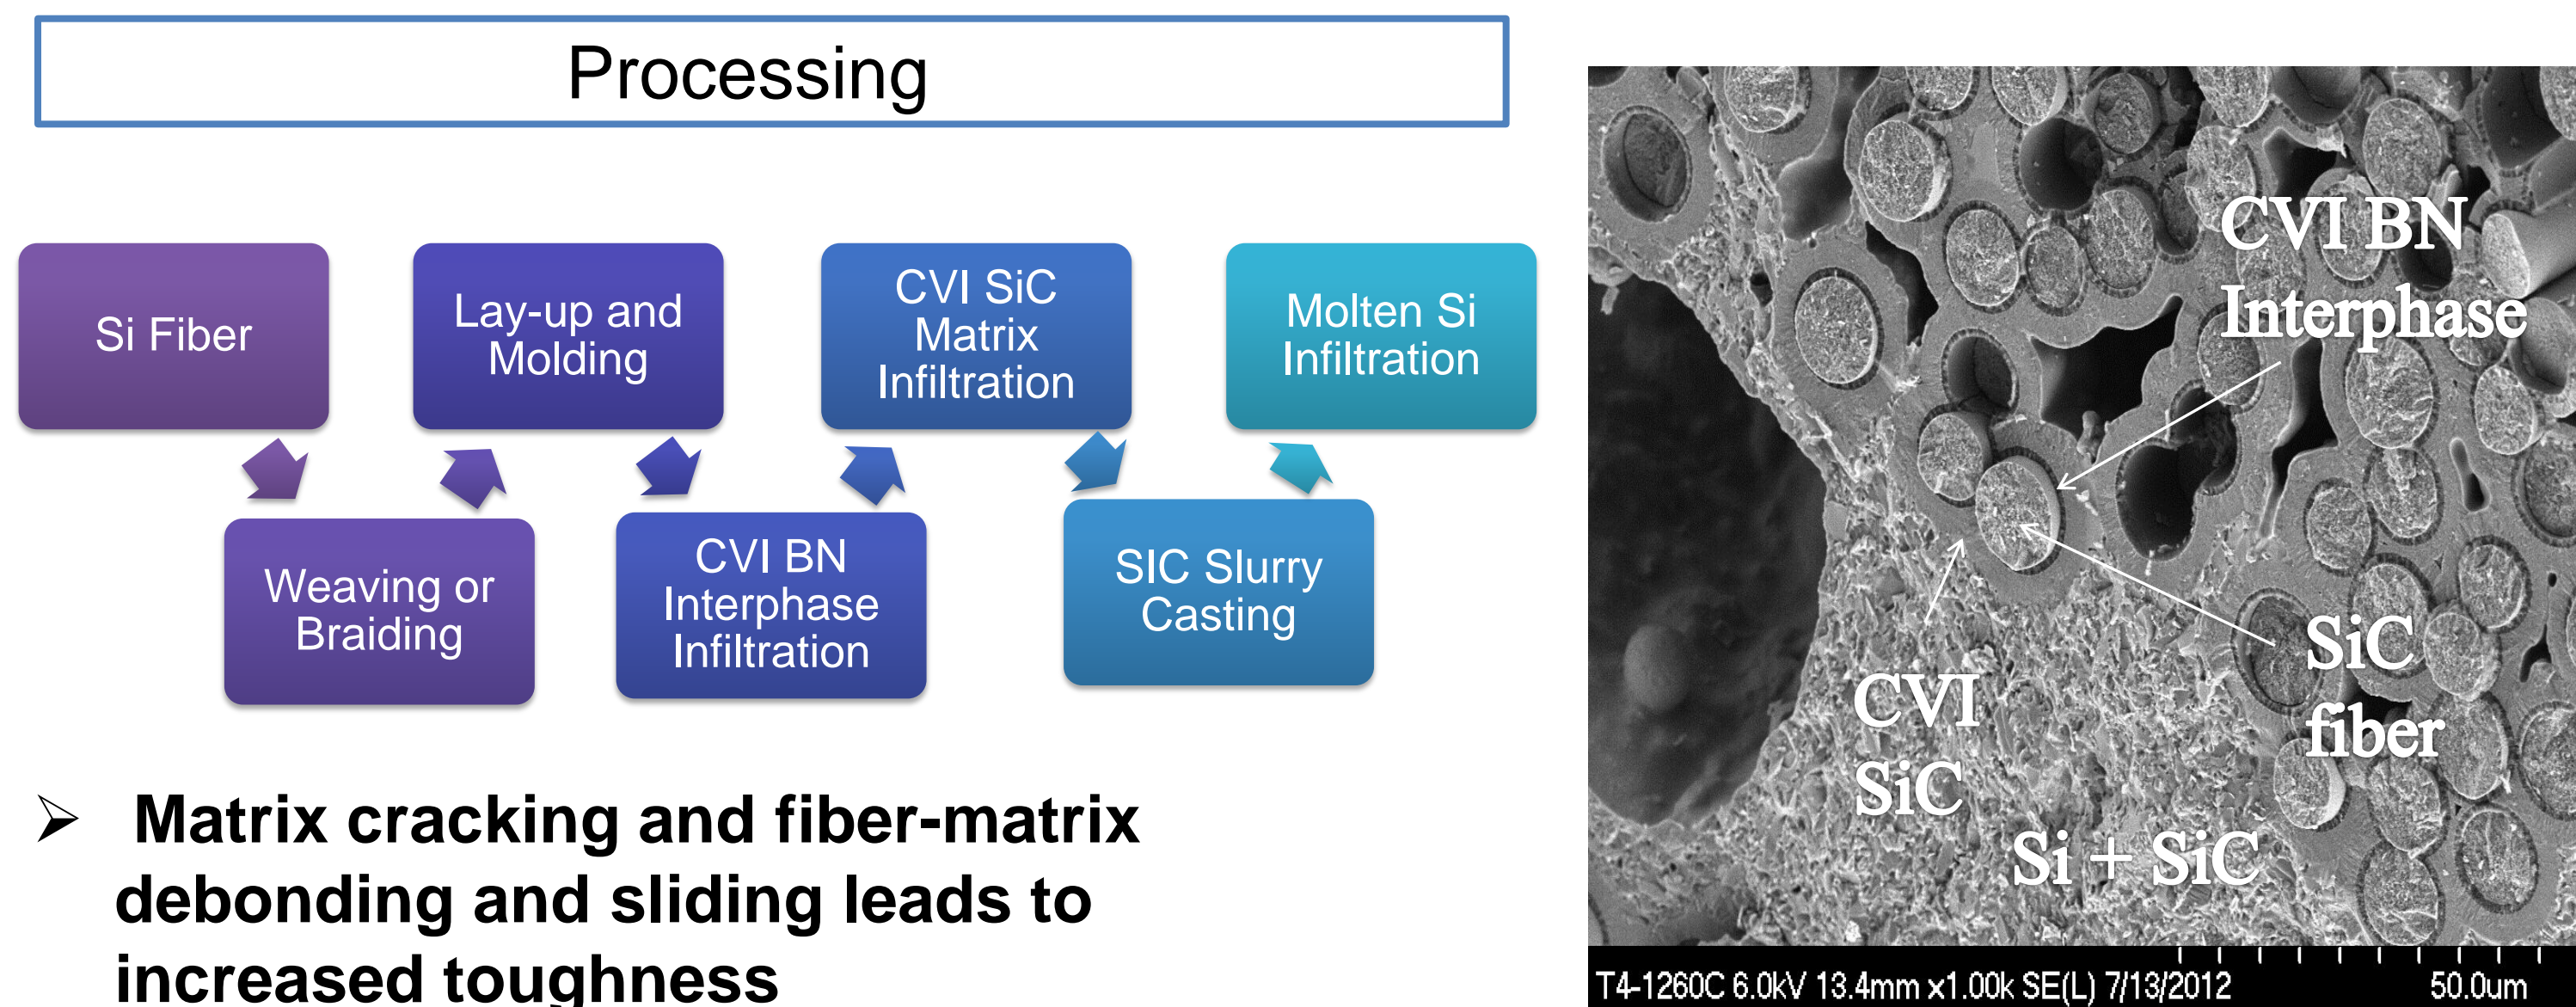 Processing
Si Fiber
Weaving or
Braiding
Lay-up and
Molding
CVI BN
Interphase
Infiltration
CVI SiC
Matrix
Infiltration
SIC Slurry
Casting
Molten Si
Infiltration
➢ Matrix cracking and fiber-matrix
debonding and sliding leads to
increased toughness
CVI BN
Interphase
SiC
fiber
CVI
SiC
Si + SiC
T4-1260C 6.0kV 13.4mm x1.00k SE(L) 7/13/2012 50.0um